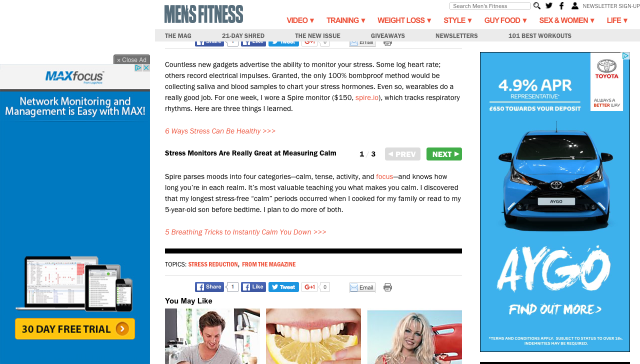 MENS FITNESS
Search Men's Fitness
NEWSLETTER SIGN-UP
VIDEO ▾ TRAINING ▾ WEIGHT LOSS ▾ STYLE ▾ GUY FOOD ▾ SEX & WOMEN ▾ LIFE ▾
THE MAG 21-DAY SHRED THE NEW ISSUE GIVEAWAYS NEWSLETTERS 101 BEST WORKOUTS
Share Like Tweet Email
« Close Ad
MAXfocus
Network Monitoring and
Management is Easy with MAX!
30 DAY FREE TRIAL
Countless new gadgets advertise the ability to monitor your stress. Some log heart rate;
others record electrical impulses. Granted, the only 100% bombproof method would be
collecting saliva and blood samples to chart your stress hormones. Even so, wearables do a
really good job. For one week, I wore a Spire monitor ($150, spire.io), which tracks respiratory
rhythms. Here are three things I learned.
6 Ways Stress Can Be Healthy >>>
Stress Monitors Are Really Great at Measuring Calm 1 3 PREV NEXT
Spire parses moods into four categories—calm, tense, activity, and focus—and knows how
long you're in each realm. It's most valuable teaching you what makes you calm. I discovered
that my longest stress-free "calm" periods occurred when I cooked for my family or read to my
5-year-old son before bedtime. I plan to do more of both.
5 Breathing Tricks to Instantly Calm You Down >>>
TOPICS: STRESS REDUCTION, FROM THE MAGAZINE
Share 1 Like 1 Tweet G+1 0 Email
You May Like
4.9% APR
REPRESENTATIVE*
£650 TOWARDS YOUR DEPOSIT
TOYOTA
ALWAYS A
BETTER WAY
AYGO
AYGO
FIND OUT MORE >
*TERMS AND CONDITIONS APPLY. SUBJECT TO STATUS TO OVER 18s.
INDEMNITIES MAY BE REQUIRED.